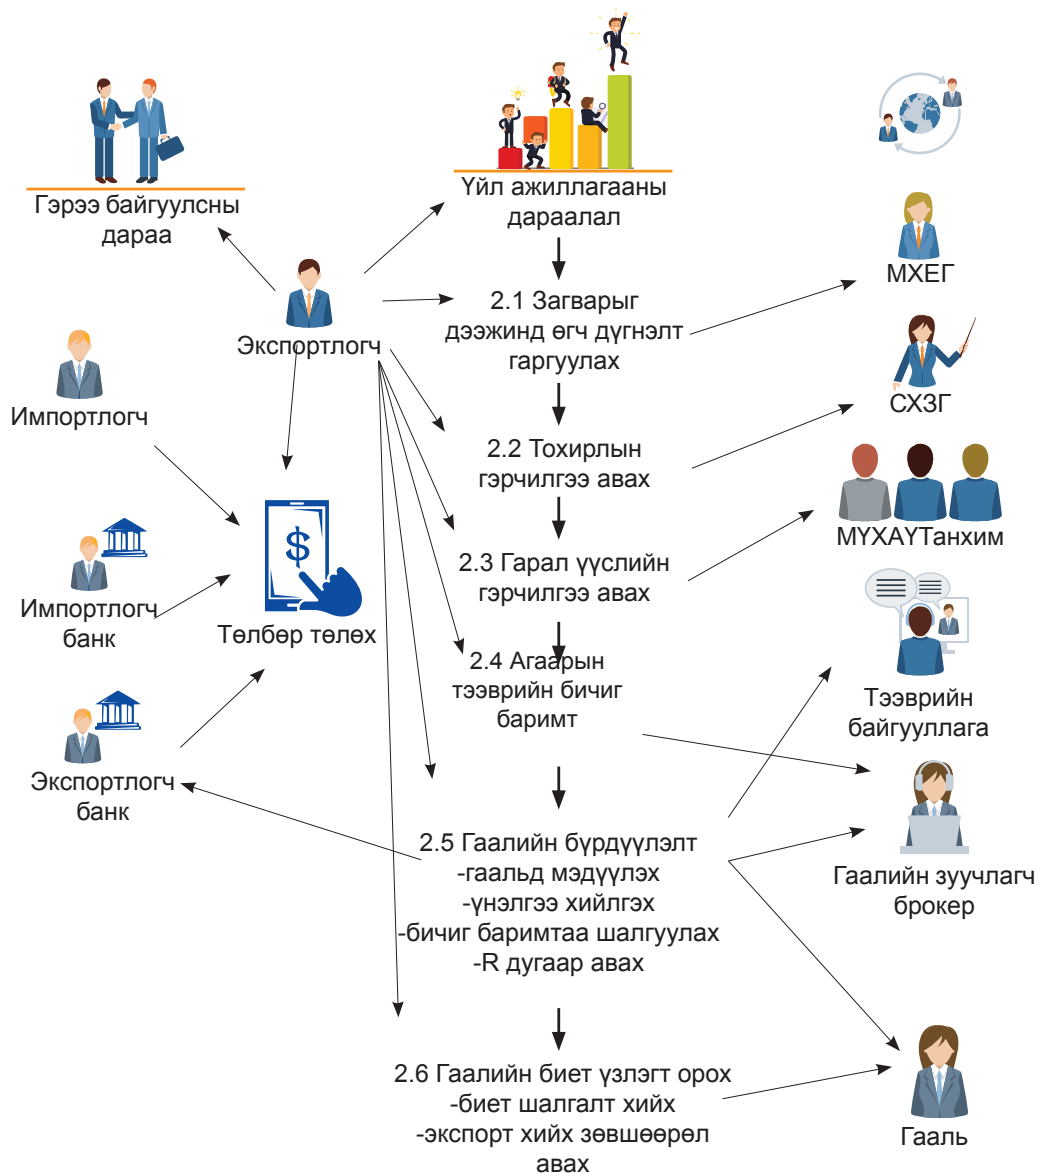 Гэрээ байгуулсны
дараа
Үйл ажиллагааны
дараалал
МХЕГ
Экспортлогч
2.1 Загварыг
дээжинд өгч дүгнэлт
гаргуулах
Импортлогч
СХЗГ
2.2 Тохирлын
гэрчилгээ авах
$
МҮХАҮТанхим
2.3 Гарал үүслийн
гэрчилгээ авах
Импортлогч
банк
Төлбөр төлөх
2.4 Агаарын
тээврийн бичиг
баримт
Тээврийн
байгууллага
Экспортлогч
банк
2.5 Гаалийн бүрдүүлэлт
-гаальд мэдүүлэх
-үнэлгээ хийлгэх
-бичиг баримтаа шалгуулах
-R дугаар авах
Гаалийн зуучлагч
брокер
2.6 Гаалийн биет үзлэгт орох
-биет шалгалт хийх
-экспорт хийх зөвшөөрөл
авах
Гааль